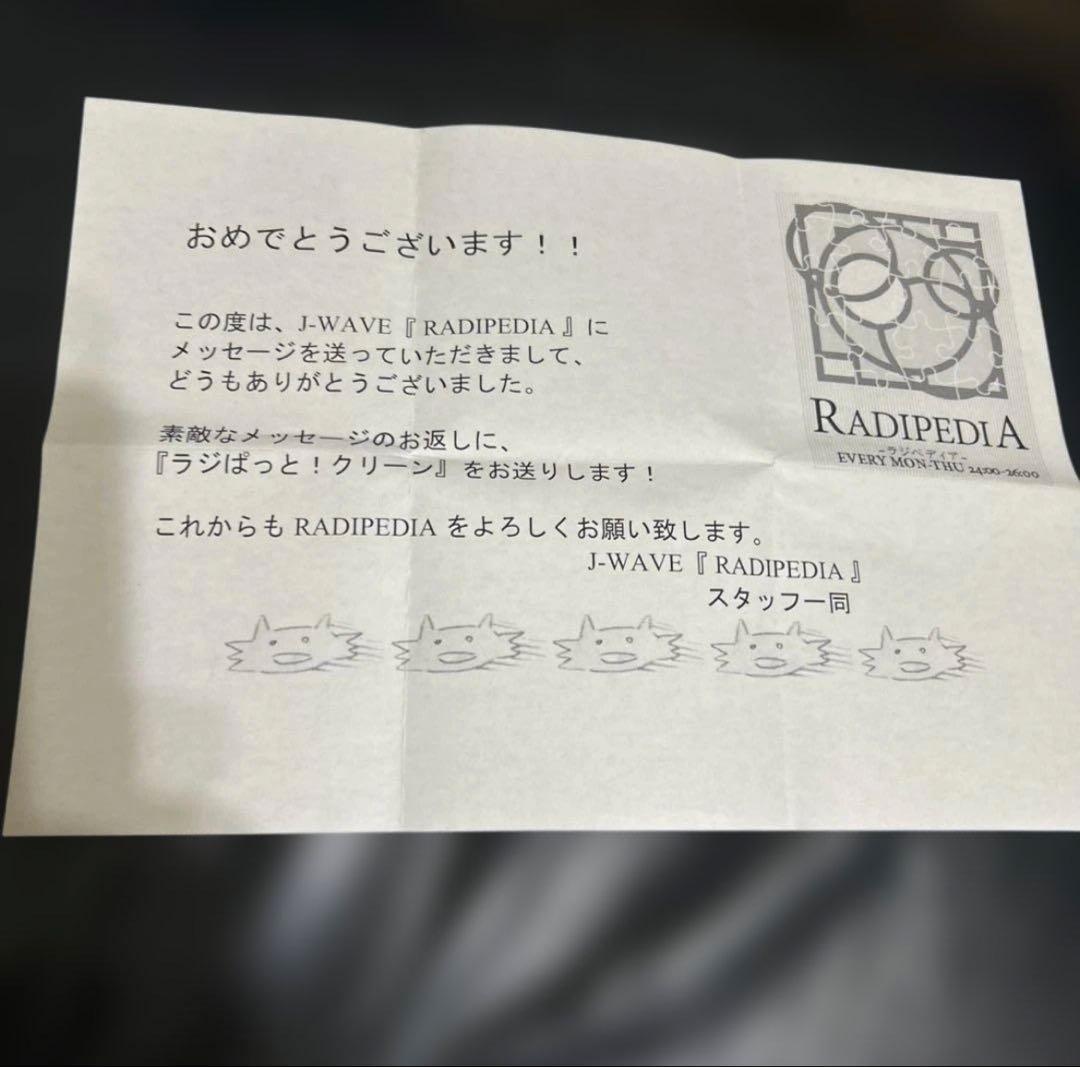 おめでとうございます！！
この度は、J-WAVE『 RADIPEDIA 』に
メッセージを送っていただきまして、
どうもありがとうございました。
素敵なメッセージのお返しに、
『ラジぱっと！クリーン』をお送りします！
これからも RADIPEDIA をよろしくお願い致します。
J-WAVE『 RADIPEDIA 』
スタッフ一同
RADIPEDIA
-ラジペディア-
EVERY MON-THU 24:00-26:00